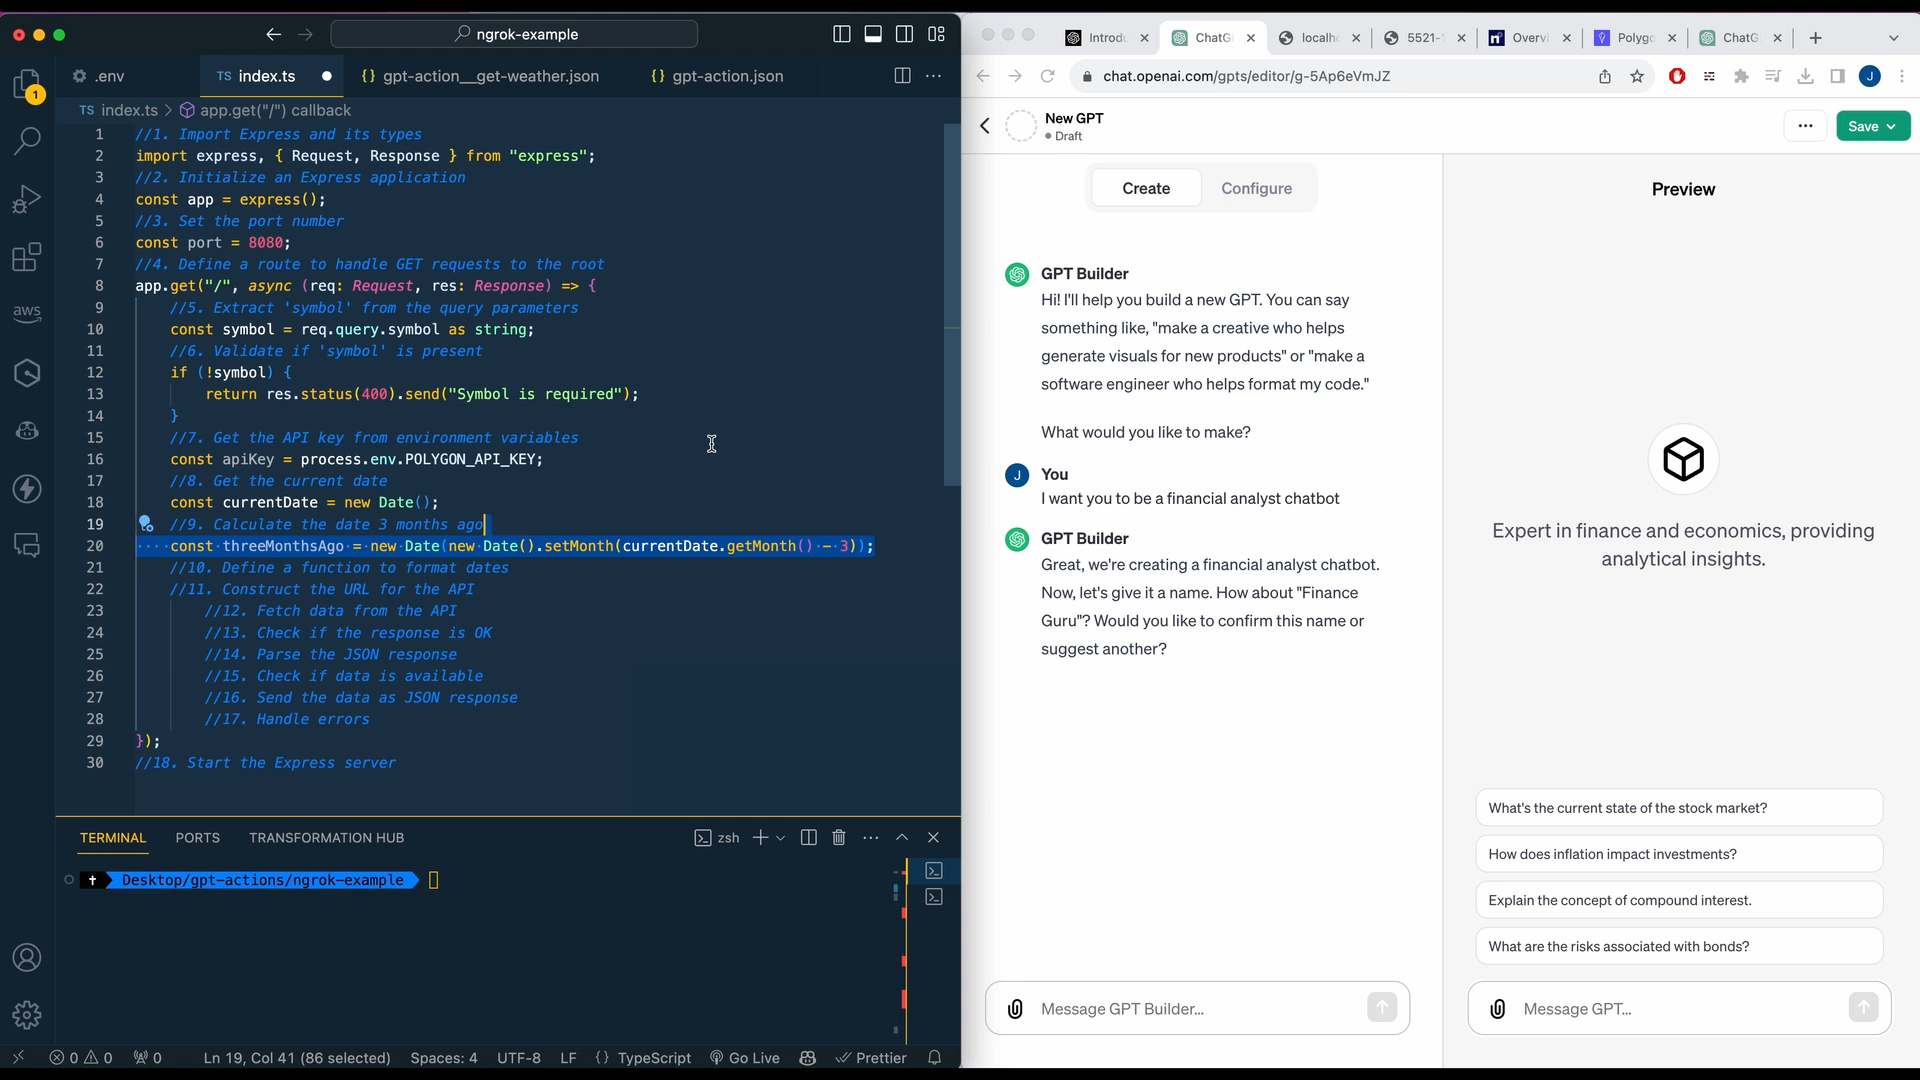 ngrok-example
.env
TS index.ts
{} gpt-action__get-weather.json
{} gpt-action.json
TS index.ts > app.get("/") callback
1 //1. Import Express and its types
2 import express, { Request, Response } from "express";
3 //2. Initialize an Express application
4 const app = express();
5 //3. Set the port number
6 const port = 8080;
7 //4. Define a route to handle GET requests to the root
8 app.get("/", async (req: Request, res: Response) => {
9 //5. Extract 'symbol' from the query parameters
10 const symbol = req.query.symbol as string;
11 //6. Validate if 'symbol' is present
12 if (!symbol) {
13 return res.status(400).send("Symbol is required");
14 }
15 //7. Get the API key from environment variables
16 const apiKey = process.env.POLYGON_API_KEY;
17 //8. Get the current date
18 const currentDate = new Date();
19 //9. Calculate the date 3 months ago
20 const threeMonthsAgo = new Date(new Date().setMonth(currentDate.getMonth() - 3));
21 //10. Define a function to format dates
22 //11. Construct the URL for the API
23 //12. Fetch data from the API
24 //13. Check if the response is OK
25 //14. Parse the JSON response
26 //15. Check if data is available
27 //16. Send the data as JSON response
28 //17. Handle errors
29 });
30 //18. Start the Express server
1
aws
TERMINAL
PORTS
TRANSFORMATION HUB
zsh
Desktop/gpt-actions/ngrok-example
0 0 0
Ln 19, Col 41 (86 selected)
Spaces: 4
UTF-8
LF
{} TypeScript
Go Live
Prettier
Introdu
ChatG
localh
5521-1
Overvi
Polygo
ChatG
chat.openai.com/gpts/editor/g-5Ap6eVmJZ
J
New GPT
Draft
Save
Create
Configure
GPT Builder
Hi! I'll help you build a new GPT. You can say
something like, "make a creative who helps
generate visuals for new products" or "make a
software engineer who helps format my code."
What would you like to make?
J
You
I want you to be a financial analyst chatbot
GPT Builder
Great, we're creating a financial analyst chatbot.
Now, let's give it a name. How about "Finance
Guru"? Would you like to confirm this name or
suggest another?
Message GPT Builder...
Preview
Expert in finance and economics, providing
analytical insights.
What's the current state of the stock market?
How does inflation impact investments?
Explain the concept of compound interest.
What are the risks associated with bonds?
Message GPT...